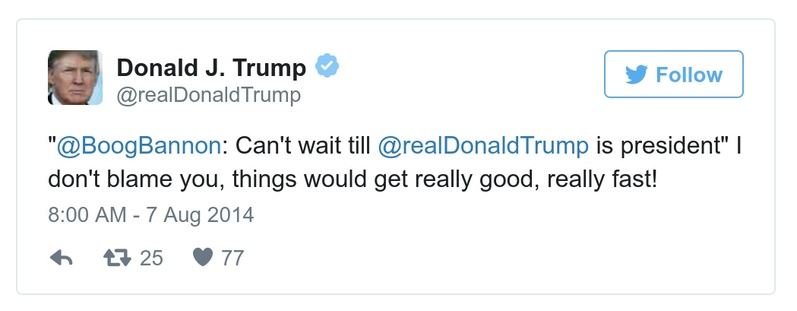 Donald J. Trump
@realDonaldTrump
Follow
"@BoogBannon: Can't wait till @realDonaldTrump is president" I
don't blame you, things would get really good, really fast!
8:00 AM - 7 Aug 2014
25 77